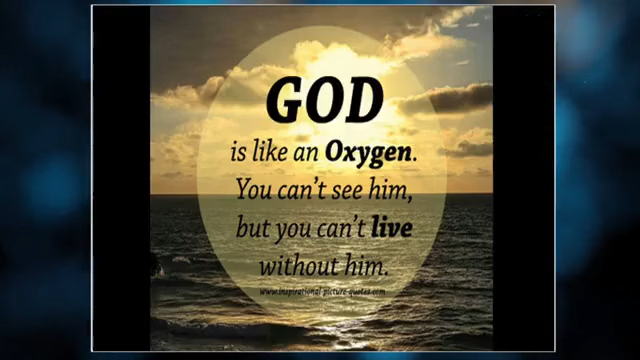 GOD
is like an Oxygen.
You can't see him,
but you can't live
without him.
www.inspirational-picture-quotes.com